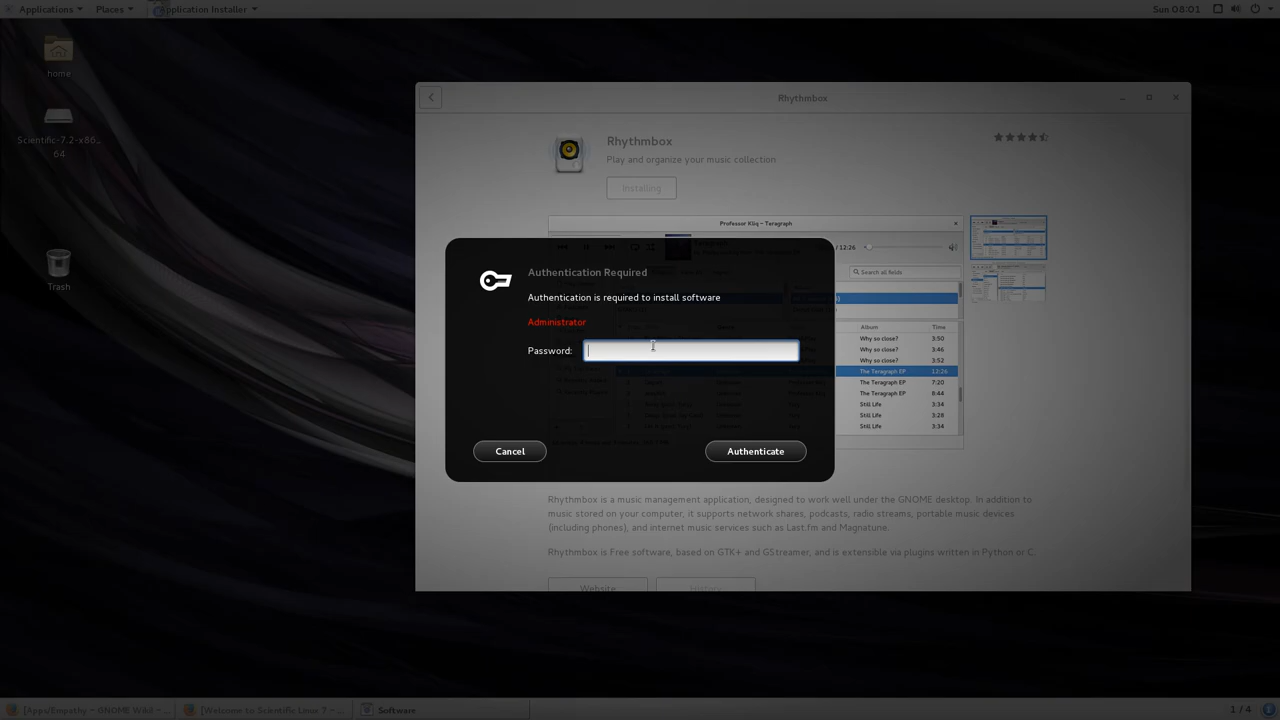 Applications
Places
Application Installer
Sun 08:01
home
Scientific-7.2-x86_
64
Trash
Rhythmbox
Rhythmbox
Play and organize your music collection
Installing
Professor Kliq – Teragraph
Teragraph
/ 12:26
Search all fields
Authentication Required
Authentication is required to install software
Administrator
Password:
Cancel
Authenticate
Album Time
Why so close? 3:50
Why so close? 3:46
Why so close? 3:52
The Teragraph EP 12:26
The Teragraph EP 7:20
The Teragraph EP 8:44
Still Life 3:34
Still Life 3:28
Still Life 3:34
Rhythmbox is a music management application, designed to work well under the GNOME desktop. In addition to
music stored on your computer, it supports network shares, podcasts, radio streams, portable music devices
(including phones), and internet music services such as Last.fm and Magnatune.
Rhythmbox is Free software, based on GTK+ and GStreamer, and is extensible via plugins written in Python or C.
Website
History
[Apps/Empathy – GNOME Wiki! –...
[Welcome to Scientific Linux 7 – ...
Software
1 / 4